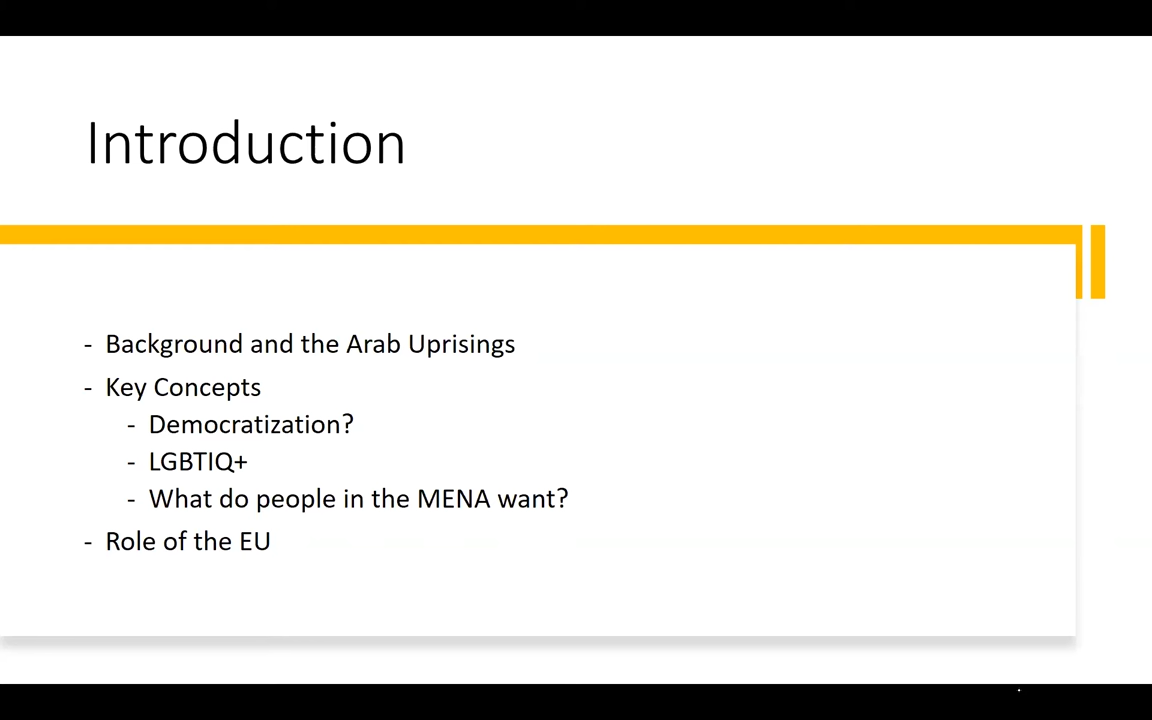 Introduction
- Background and the Arab Uprisings
- Key Concepts
- Democratization?
- LGBTIQ+
- What do people in the MENA want?
- Role of the EU